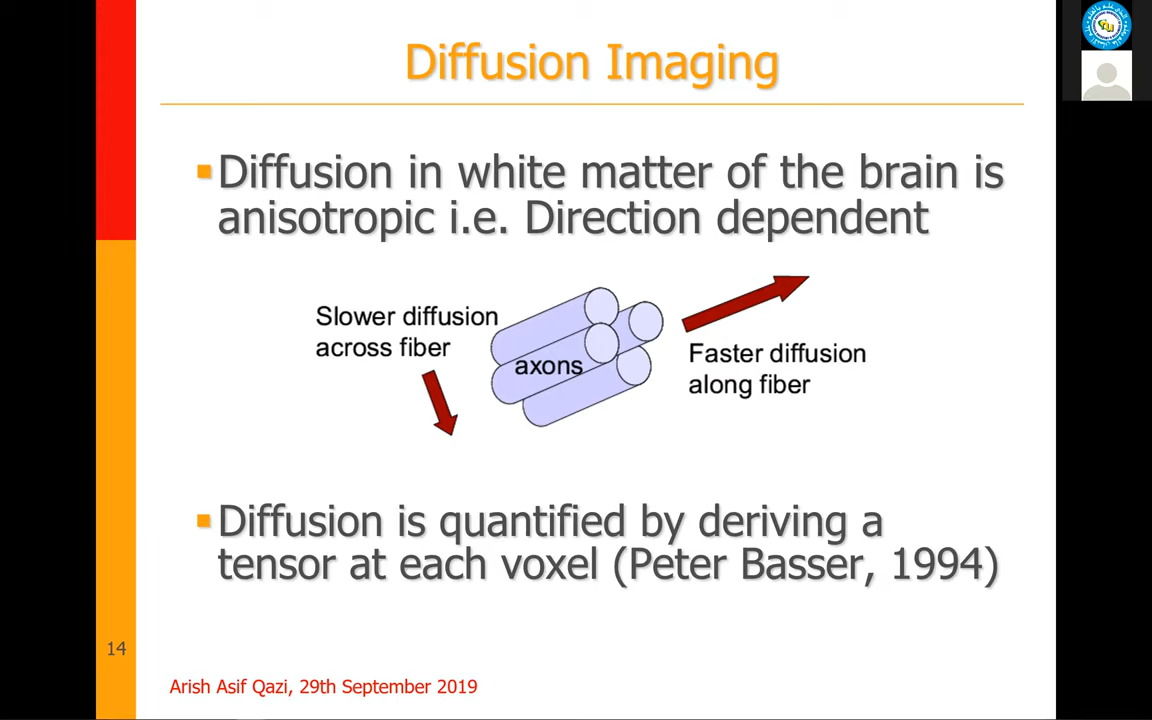 Diffusion Imaging
Diffusion in white matter of the brain is
anisotropic i.e. Direction dependent
Slower diffusion
across fiber
axons
Faster diffusion
along fiber
Diffusion is quantified by deriving a
tensor at each voxel (Peter Basser, 1994)
14
Arish Asif Qazi, 29th September 2019